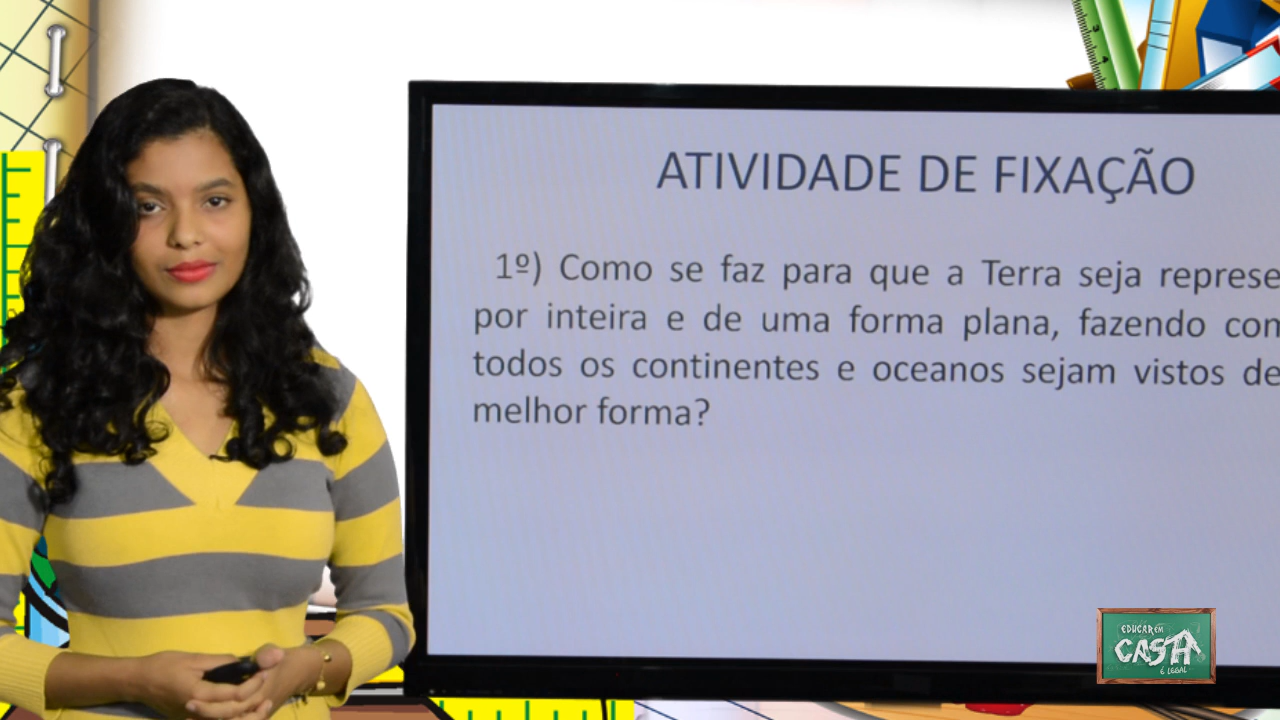 ATIVIDADE DE FIXAÇÃO
1º) Como se faz para que a Terra seja represe
por inteira e de uma forma plana, fazendo con
todos os continentes e oceanos sejam vistos de
melhor forma?
EDUCAR EM
CASA
É LEGAL